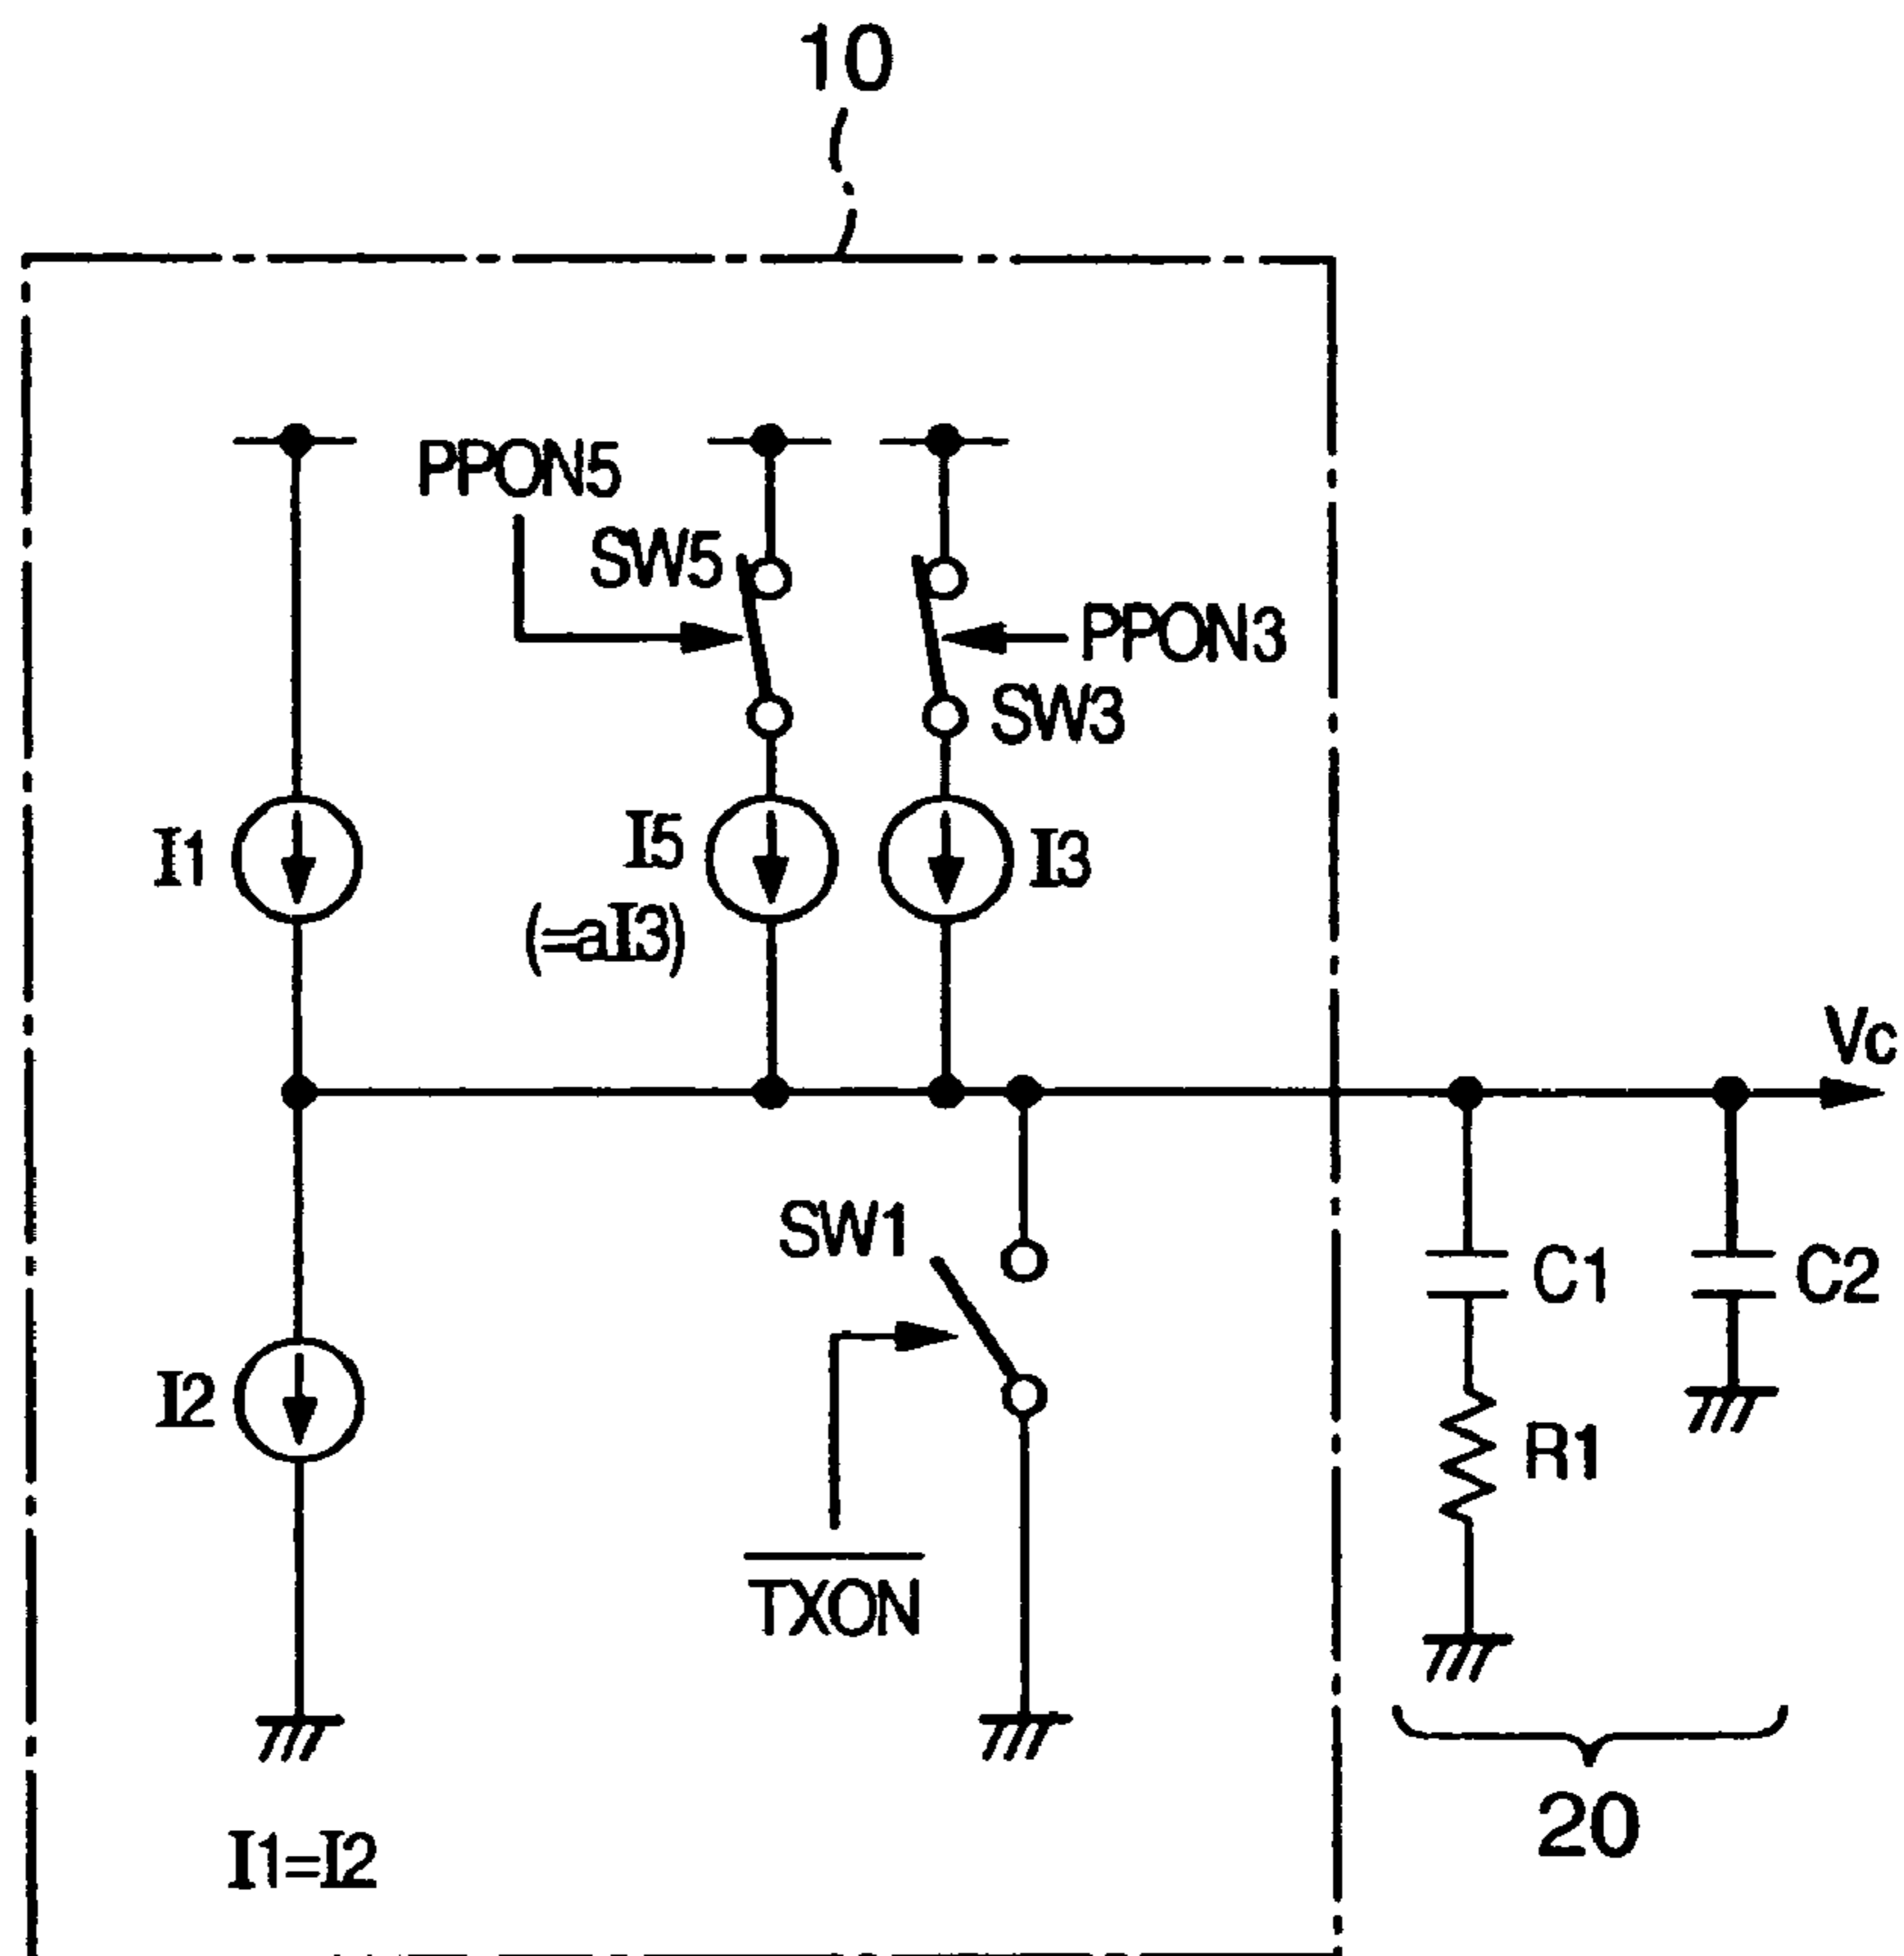 10
PPON5
SW5
PPON3
SW3
I1
I5
(=aI3)
I3
Vc
SW1
C1
C2
I2
R1
TXON
20
I1=I2